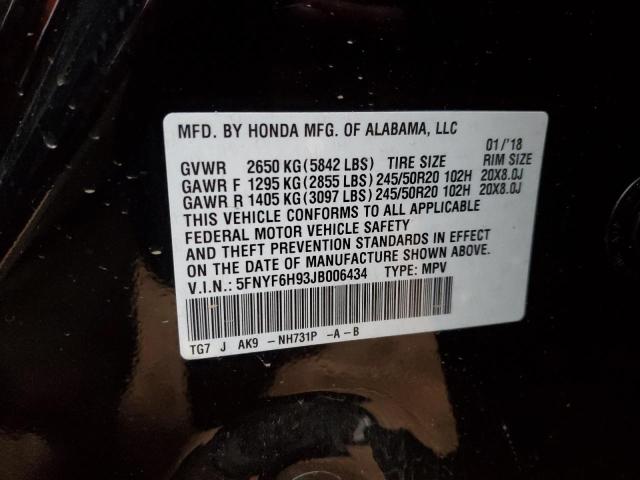 MFD. BY HONDA MFG. OF ALABAMA, LLC 01/'18
GVWR 2650 KG(5842 LBS) TIRE SIZE RIM SIZE
GAWR F 1295 KG(2855 LBS)245/50R20 102H 20X8.0J
GAWR R 1405 KG(3097 LBS)245/50R20 102H 20X8.0J
THIS VEHICLE CONFORMS TO ALL APPLICABLE
FEDERAL MOTOR VEHICLE SAFETY
AND THEFT PREVENTION STANDARDS IN EFFECT
ON THE DATE OF MANUFACTURE SHOWN ABOVE.
V.I.N.: 5FNYF6H93JB006434 TYPE: MPV
TG7 J AK9 -NH731P -A-B